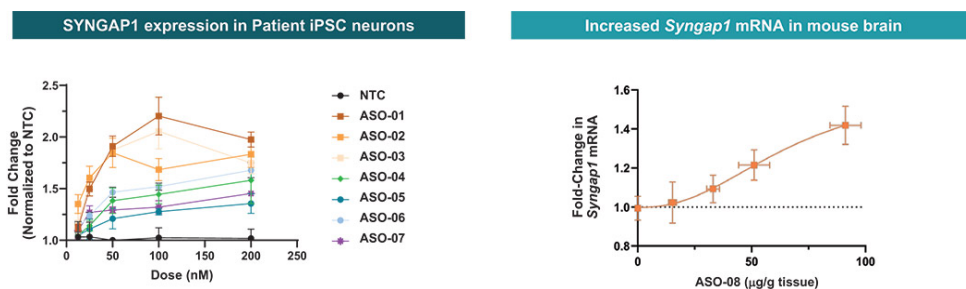 SYNGAP1 expression in Patient iPSC neurons
Increased Syngap1 mRNA in mouse brain
Fold Change
(Normalized to NTC)
2.5
2.0
1.5
1.0
0
50
100
150
200
250
Dose (nM)
NTC
ASO-01
ASO-02
ASO-03
ASO-04
ASO-05
ASO-06
ASO-07
Fold-Change in
Syngap1 mRNA
1.6
1.4
1.2
1.0
0.8
0
50
100
ASO-08 (μg/g tissue)